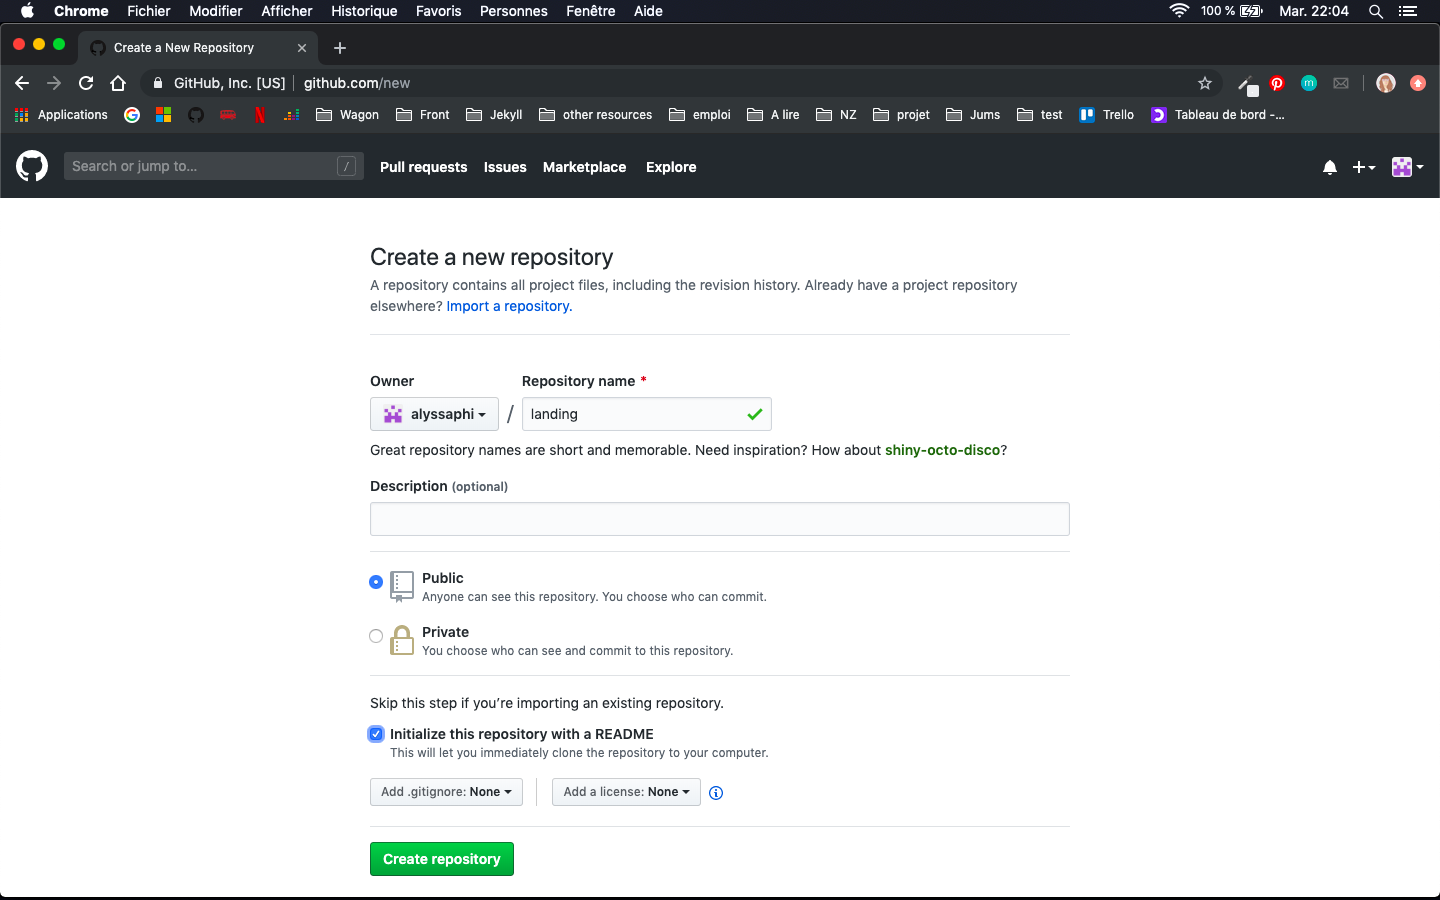 Chrome Fichier Modifier Afficher Historique Favoris Personnes Fenêtre Aide 100 % Mar. 22:04
Create a New Repository
GitHub, Inc. [US] github.com/new
Applications Wagon Front Jekyll other resources emploi A lire NZ projet Jums test Trello Tableau de bord -...
Search or jump to... / Pull requests Issues Marketplace Explore
Create a new repository
A repository contains all project files, including the revision history. Already have a project repository
elsewhere? Import a repository.
Owner Repository name *
alyssaphi / landing
Great repository names are short and memorable. Need inspiration? How about shiny-octo-disco?
Description (optional)
Public
Anyone can see this repository. You choose who can commit.
Private
You choose who can see and commit to this repository.
Skip this step if you’re importing an existing repository.
Initialize this repository with a README
This will let you immediately clone the repository to your computer.
Add .gitignore: None Add a license: None
Create repository